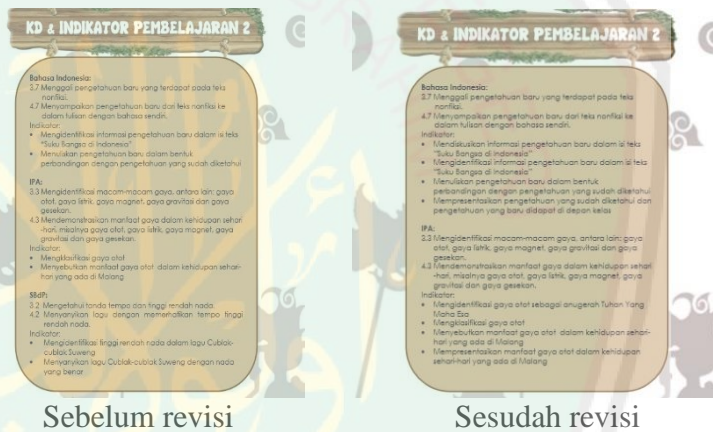 KD & INDIKATOR PEMBELAJARAN 2
Bahasa Indonesia:
3.7 Menggali pengetahuan baru yang terdapat pada teks
nonfiksi.
4.7 Menyampaikan pengetahuan baru dari teks nonfiksi ke
dalam tulisan dengan bahasa sendiri.
Indikator:
• Mengidentifikasi informasi pengetahuan baru dalam isi teks
"Suku Bangsa di Indonesia"
• Menuliskan pengetahuan baru dalam bentuk
perbandingan dengan pengetahuan yang sudah diketahui
IPA:
3.3 Mengidentifikasi macam-macam gaya, antara lain: gaya
otot, gaya listrik, gaya magnet, gaya gravitasi dan gaya
gesekan.
4.3 Mendemonstrasikan manfaat gaya dalam kehidupan sehari
-hari, misalnya gaya otot, gaya listrik, gaya magnet, gaya
gravitasi dan gaya gesekan.
Indikator:
• Mengklasifikasi gaya otot
• Menyebutkan manfaat gaya otot dalam kehidupan sehari-
hari yang ada di Malang
SBdP:
3.2 Mengetahui tanda tempo dan tinggi rendah nada.
4.2 Menyanyikan lagu dengan memerhatikan tempo tinggi
rendah nada.
Indikator:
• Mengidentifikasi tinggi rendah nada dalam lagu Cublak-
cublak Suweng
• Menyanyikan lagu Cublak-cublak Suweng dengan nada
yang benar
Sebelum revisi
KD & INDIKATOR PEMBELAJARAN 2
Bahasa Indonesia:
3.7 Menggali pengetahuan baru yang terdapat pada teks
nonfiksi.
4.7 Menyampaikan pengetahuan baru dari teks nonfiksi ke
dalam tulisan dengan bahasa sendiri.
Indikator:
• Mendiskusikan informasi pengetahuan baru dalam isi teks
"Suku Bangsa di Indonesia"
• Mengidentifikasi informasi pengetahuan baru dalam isi teks
"Suku Bangsa di Indonesia"
• Menuliskan pengetahuan baru dalam bentuk
perbandingan dengan pengetahuan yang sudah diketahui
• Mempresentasikan pengetahuan yang sudah diketahui dan
pengetahuan yang baru didapat di depan kelas
IPA:
3.3 Mengidentifikasi macam-macam gaya, antara lain: gaya
otot, gaya listrik, gaya magnet, gaya gravitasi dan gaya
gesekan.
4.3 Mendemonstrasikan manfaat gaya dalam kehidupan sehari
-hari, misalnya gaya otot, gaya listrik, gaya magnet, gaya
gravitasi dan gaya gesekan.
Indikator:
• Mengidentifikasi gaya otot sebagai anugerah Tuhan Yang
Maha Esa
• Mengklasifikasi gaya otot
• Menyebutkan manfaat gaya otot dalam kehidupan sehari-
hari yang ada di Malang
• Mempresentasikan manfaat gaya otot dalam kehidupan
sehari-hari yang ada di Malang
Sesudah revisi